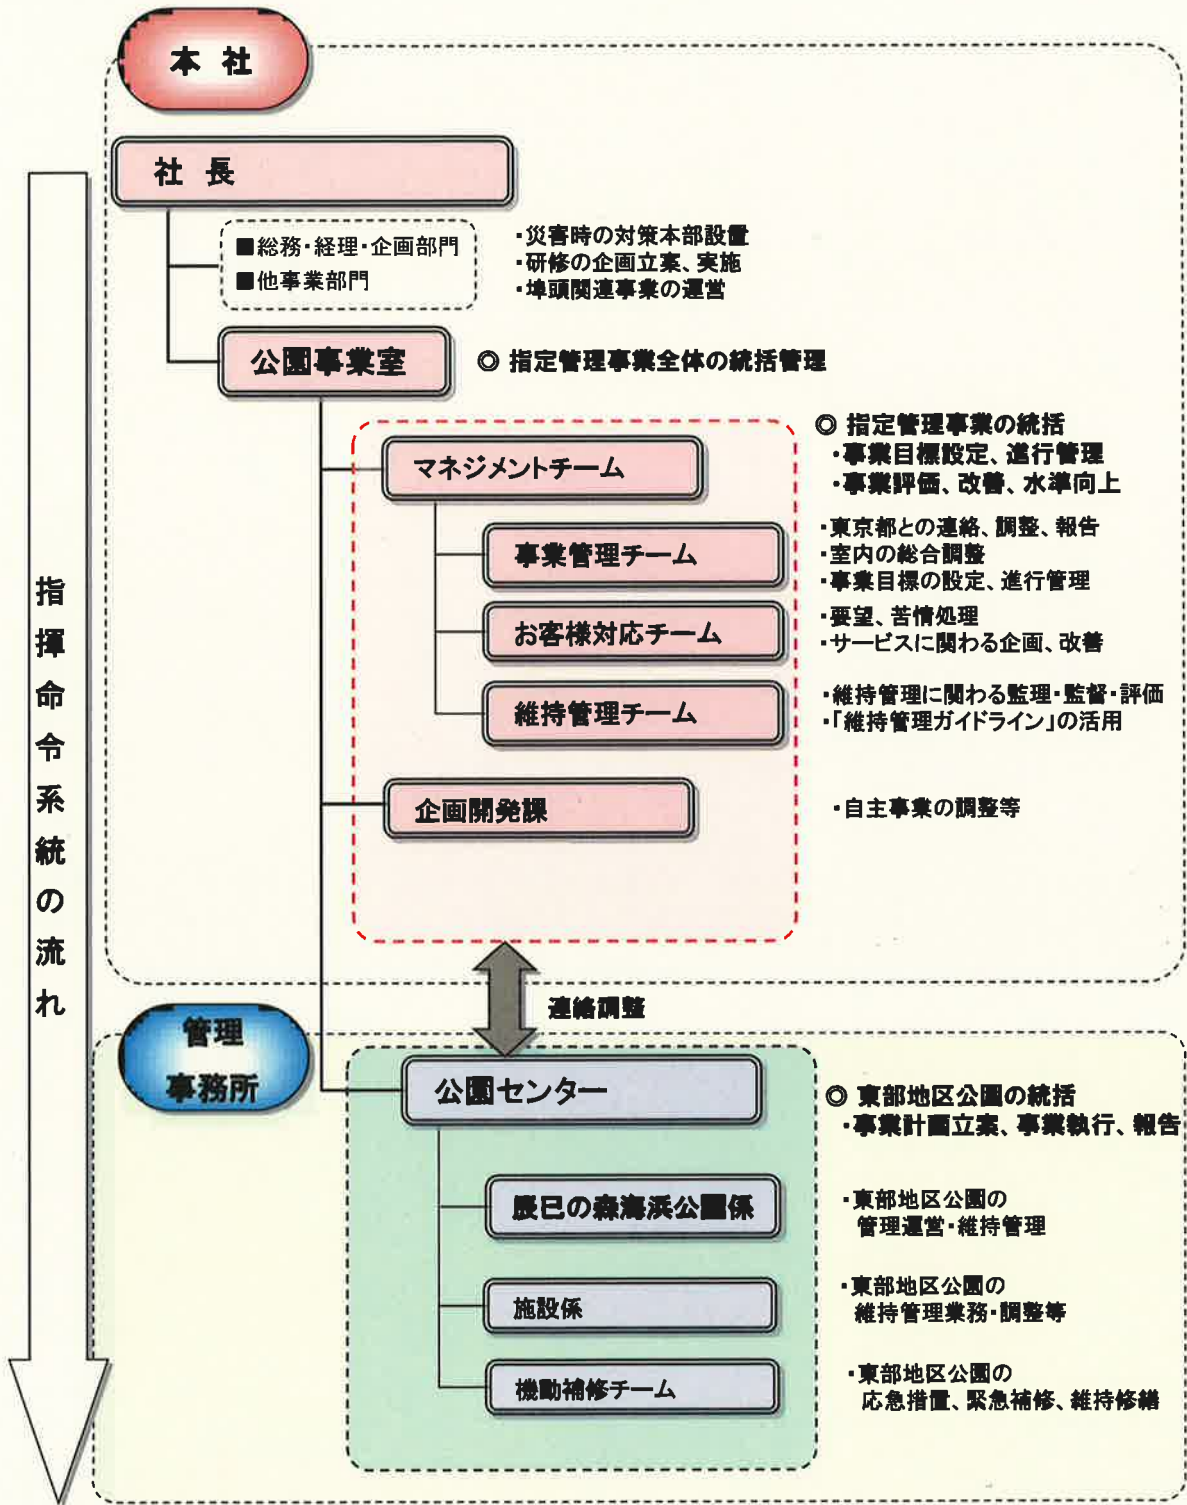 本 社
社 長
■総務・経理・企画部門
■他事業部門
・災害時の対策本部設置
・研修の企画立案、実施
・埠頭関連事業の運営
公園事業室
◎ 指定管理事業全体の統括管理
マネジメントチーム
◎ 指定管理事業の統括
・事業目標設定、進行管理
・事業評価、改善、水準向上
事業管理チーム
・東京都との連絡、調整、報告
・室内の総合調整
・事業目標の設定、進行管理
お客様対応チーム
・要望、苦情処理
・サービスに関わる企画、改善
維持管理チーム
・維持管理に関わる監理・監督・評価
・「維持管理ガイドライン」の活用
企画開発課
・自主事業の調整等
指揮命令系統の流れ
連絡調整
管理
事務所
公園センター
◎ 東部地区公園の統括
・事業計画立案、事業執行、報告
辰巳の森海浜公園係
・東部地区公園の
管理運営・維持管理
施設係
・東部地区公園の
維持管理業務・調整等
機動補修チーム
・東部地区公園の
応急措置、緊急補修、維持修繕